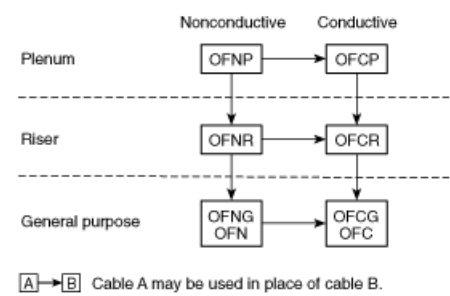 Nonconductive Conductive
Plenum OFNP OFCP
Riser OFNR OFCR
OFNG OFCG
General purpose
OFN OFC
A B Cable A may be used in place of cable B.